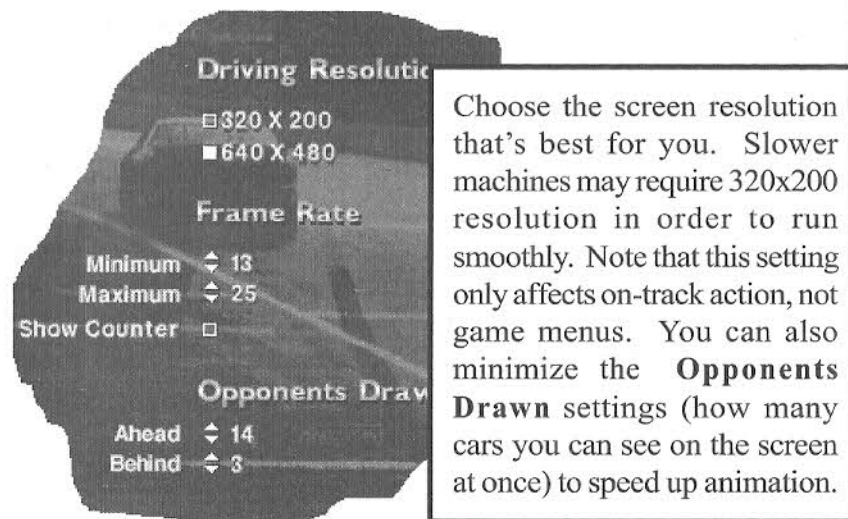 Driving Resolutio
320 X 200
640 X 480
Frame Rate
Minimum 13
Maximum 25
Show Counter
Opponents Draw
Ahead 14
Behind 3
Choose the screen resolution
that's best for you. Slower
machines may require 320x200
resolution in order to run
smoothly. Note that this setting
only affects on-track action, not
game menus. You can also
minimize the Opponents
Drawn settings (how many
cars you can see on the screen
at once) to speed up animation.